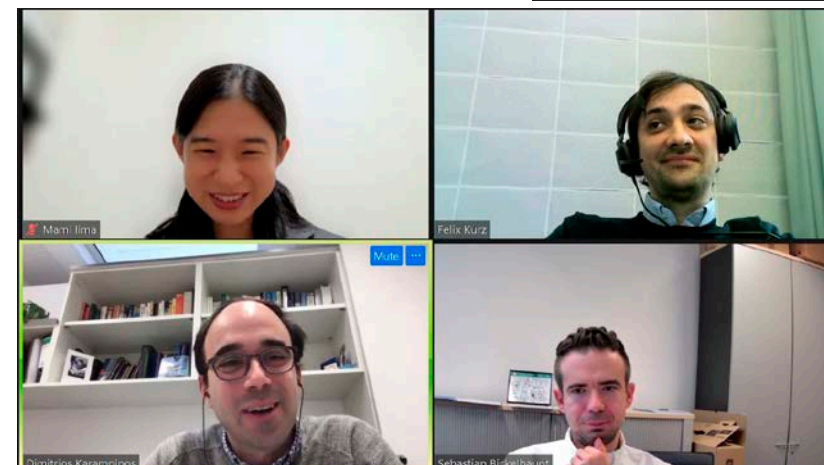 Mami Iima
Felix Kurz
Mute ...
Dimitrios Karampinos
Sebastian Bickelhaupt